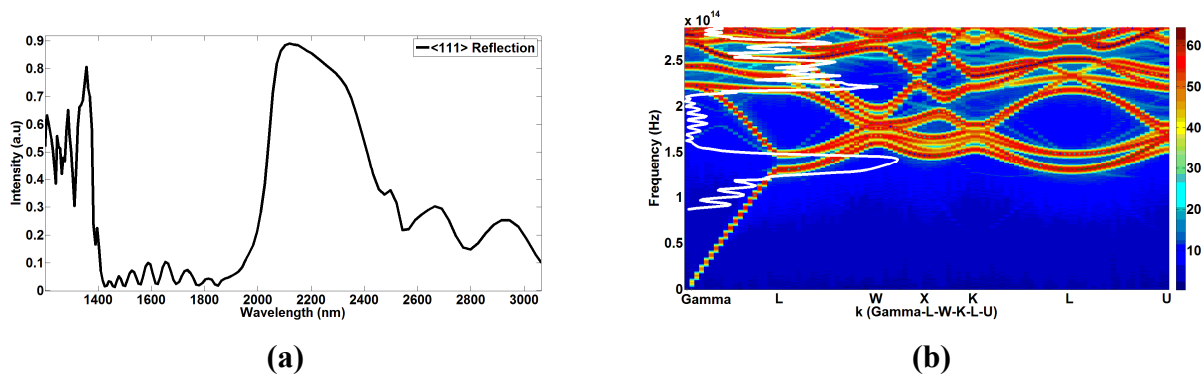 <111> Reflection
0.9
0.8
0.7
0.6
0.5
0.4
0.3
0.2
0.1
0
Intensity (a.u)
1400 1600 1800 2000 2200 2400 2600 2800 3000
Wavelength (nm)
(a)
x 10 14
2.5
2
1.5
1
0.5
0
Frequency (Hz)
Gamma L W X K L U
k (Gamma-L-W-K-L-U)
60
50
40
30
20
10
(b)